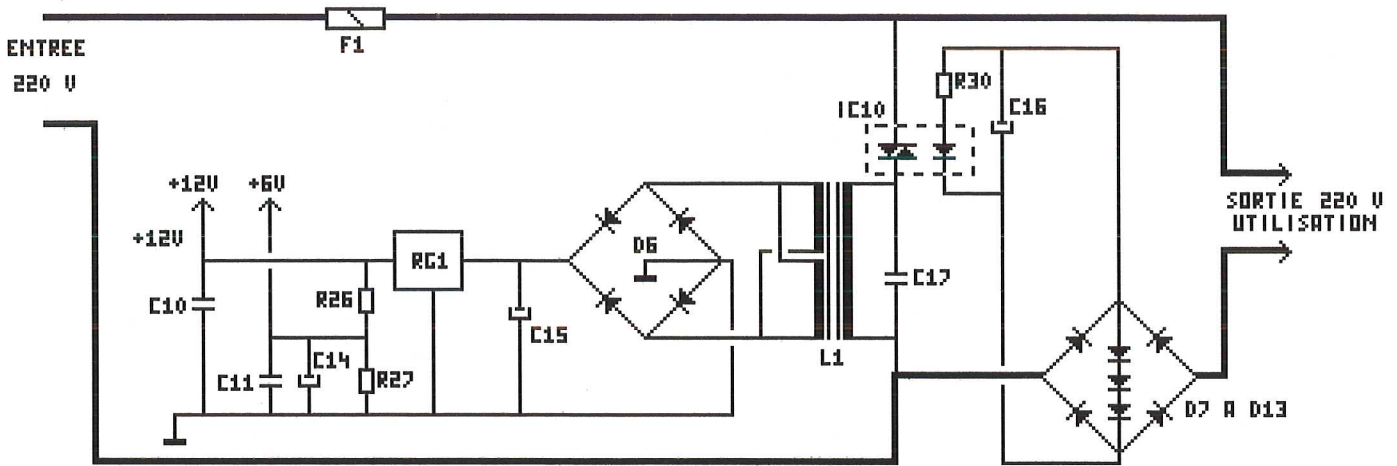 F1
ENTREE
220 V
R30
C16
IC10
+12V
+6V
SORTIE 220 V
UTILISATION
+12V
D6
RG1
C17
R26
C10
C15
C14
L1
C11
R27
D7 A D13